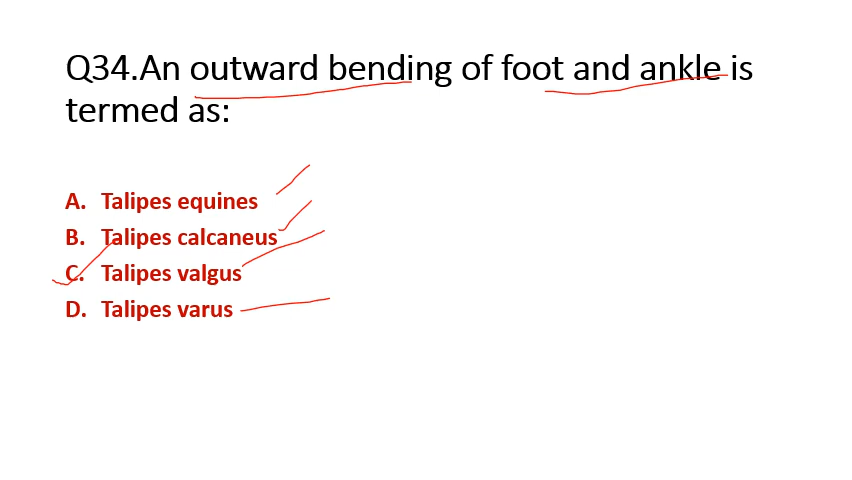 Q34.An outward bending of foot and ankle is
termed as:
A. Talipes equines
B. Talipes calcaneus
C. Talipes valgus
D. Talipes varus